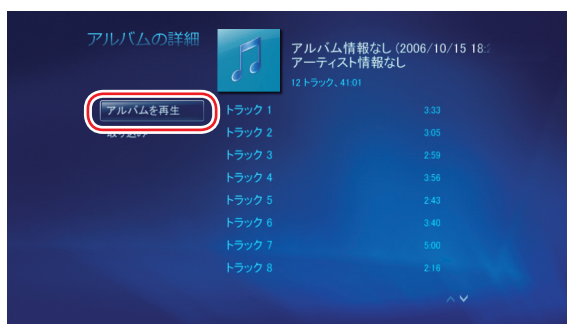 アルバムの詳細
アルバム情報なし (2006/10/15 18:
アーティスト情報なし
12トラック、41:01
アルバムを再生
トラック 1 3:33
トラック 2 3:05
トラック 3 2:59
トラック 4 3:56
トラック 5 2:43
トラック 6 3:40
トラック 7 5:00
トラック 8 2:16